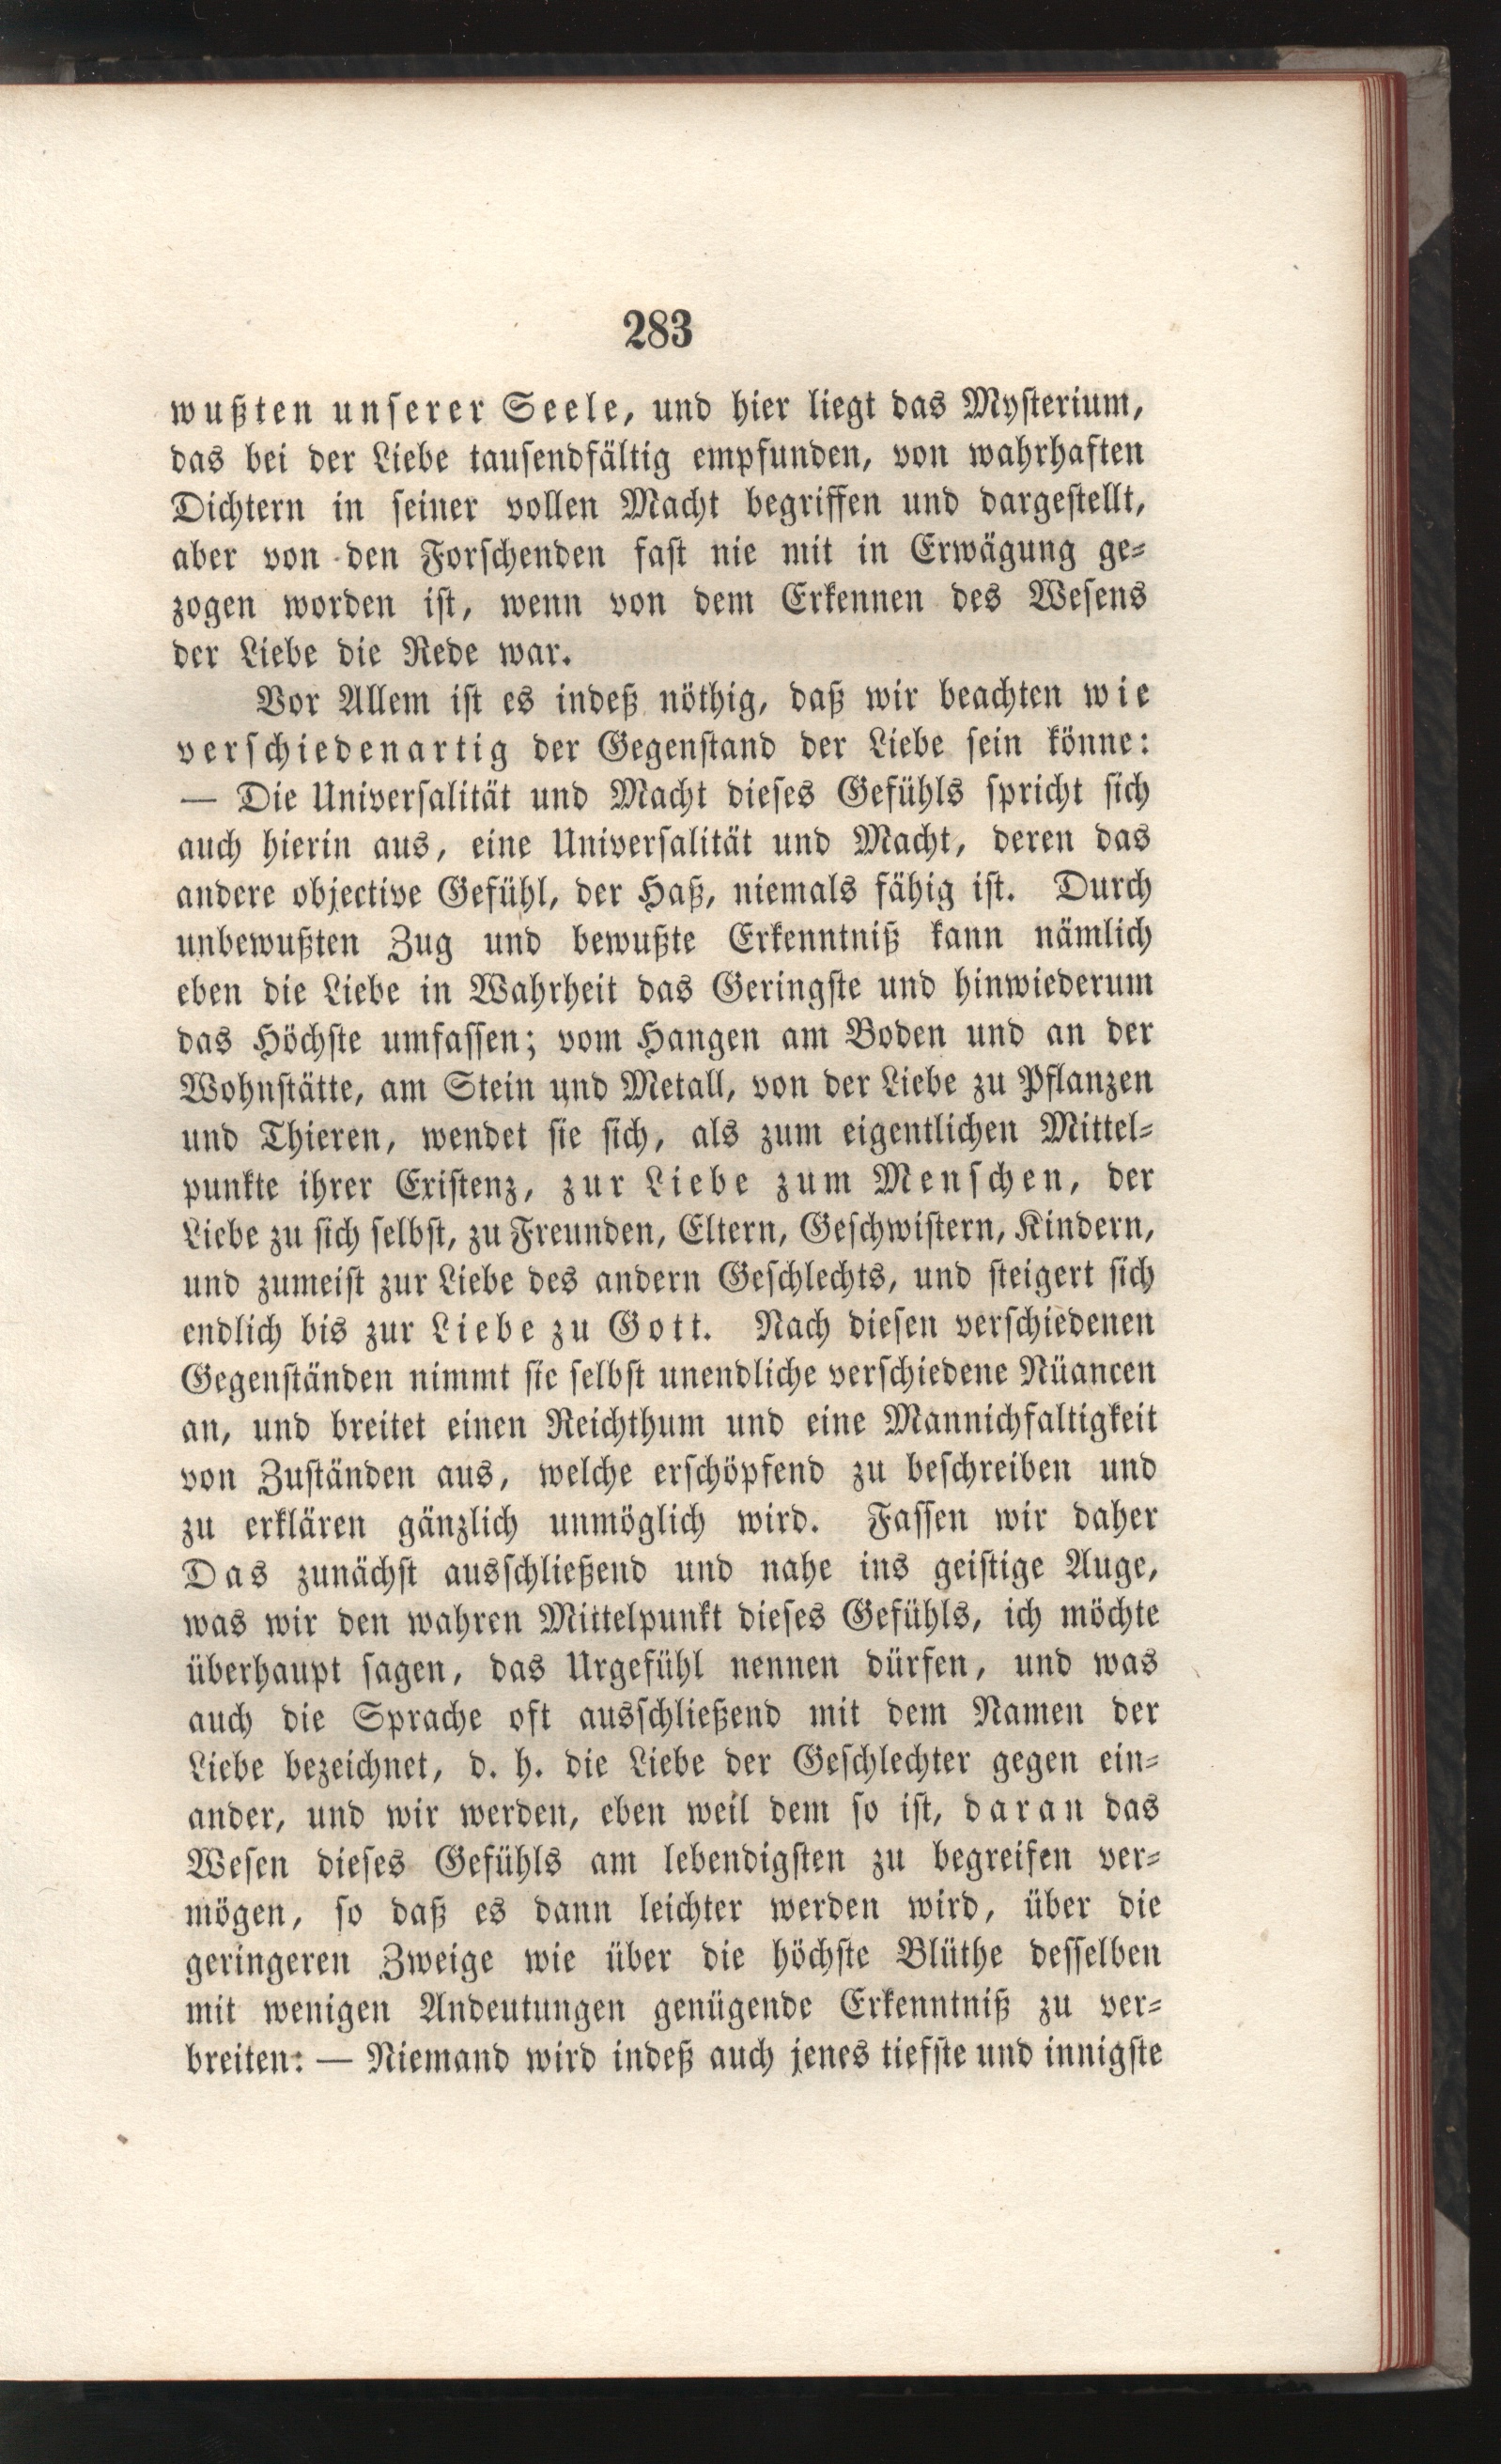 283
wußten unserer Seele, und hier liegt das Mysterium,
das bei der Liebe tausendfältig empfunden, von wahrhaften
Dichtern in seiner vollen Macht begriffen und dargestellt,
aber von den Forschenden fast nie mit in Erwägung ge-
zogen worden ist, wenn von dem Erkennen des Wesens
der Liebe die Rede war.
Vor Allem ist es indeß nöthig, daß wir beachten wie
verschiedenartig der Gegenstand der Liebe sein könne:
— Die Universalität und Macht dieses Gefühls spricht sich
auch hierin aus, eine Universalität und Macht, deren das
andere objective Gefühl, der Haß, niemals fähig ist. Durch
unbewußten Zug und bewußte Erkenntniß kann nämlich
eben die Liebe in Wahrheit das Geringste und hinwiederum
das Höchste umfassen; vom Hangen am Boden und an der
Wohnstätte, am Stein und Metall, von der Liebe zu Pflanzen
und Thieren, wendet sie sich, als zum eigentlichen Mittel-
punkte ihrer Existenz, zur Liebe zum Menschen, der
Liebe zu sich selbst, zu Freunden, Eltern, Geschwistern, Kindern,
und zumeist zur Liebe des andern Geschlechts, und steigert sich
endlich bis zur Liebe zu Gott. Nach diesen verschiedenen
Gegenständen nimmt sie selbst unendliche verschiedene Nüancen
an, und breitet einen Reichthum und eine Mannichfaltigkeit
von Zuständen aus, welche erschöpfend zu beschreiben und
zu erklären gänzlich unmöglich wird. Fassen wir daher
Das zunächst ausschließend und nahe ins geistige Auge,
was wir den wahren Mittelpunkt dieses Gefühls, ich möchte
überhaupt sagen, das Urgefühl nennen dürfen, und was
auch die Sprache oft ausschließend mit dem Namen der
Liebe bezeichnet, d. h. die Liebe der Geschlechter gegen ein-
ander, und wir werden, eben weil dem so ist, daran das
Wesen dieses Gefühls am lebendigsten zu begreifen ver-
mögen, so daß es dann leichter werden wird, über die
geringeren Zweige wie über die höchste Blüthe desselben
mit wenigen Andeutungen genügende Erkenntniß zu ver-
breiten: — Niemand wird indeß auch jenes tiefste und innigste